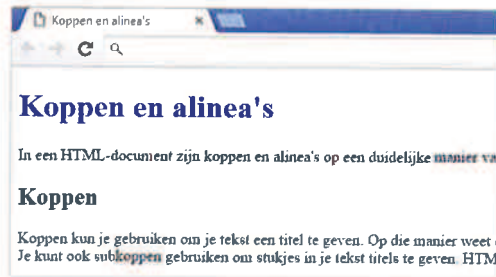 Koppen en alinea's
Koppen en alinea's
In een HTML-document zijn koppen en alinea's op een duidelijke manier
Koppen
Koppen kun je gebruiken om je tekst een titel te geven. Op die manier weet
Je kunt ook subkoppen gebruiken om stukjes in je tekst titels te geven. HTM